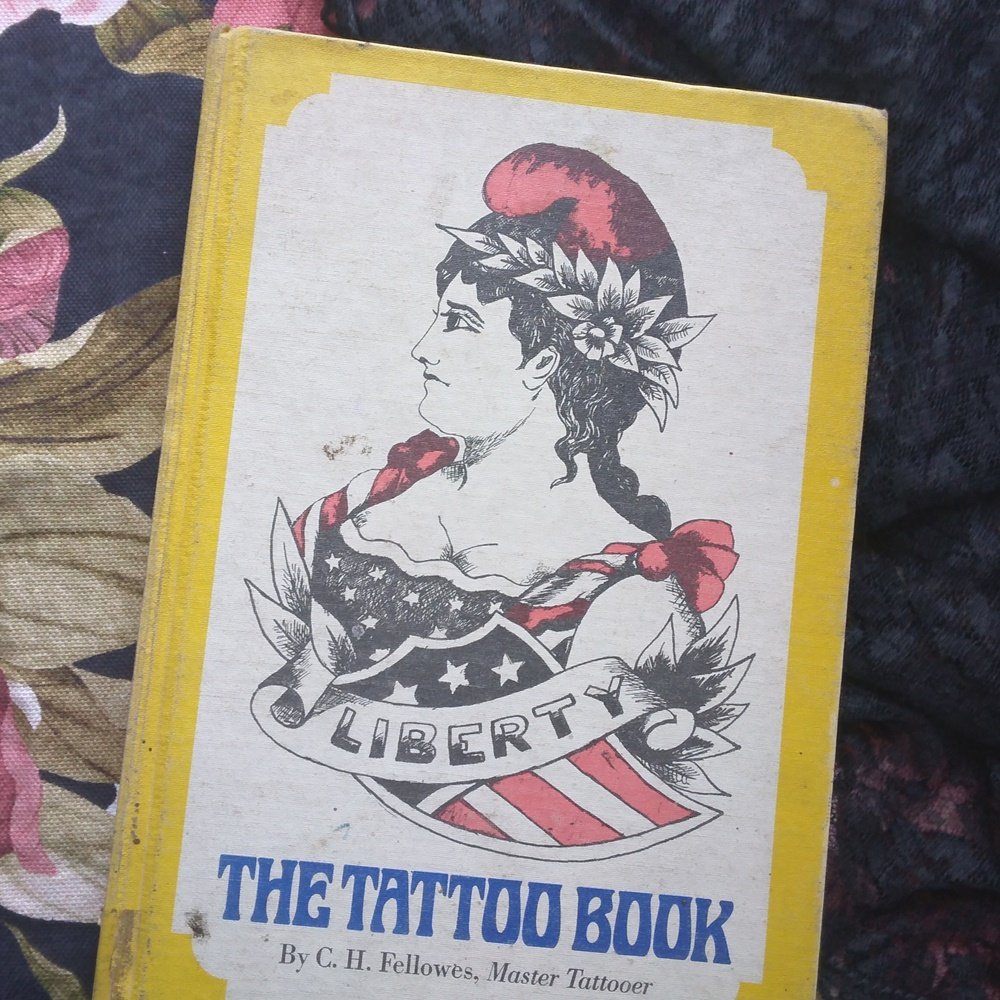 LIBERTY
THE TATTOO BOOK
By C. H. Fellowes, Master Tattooer